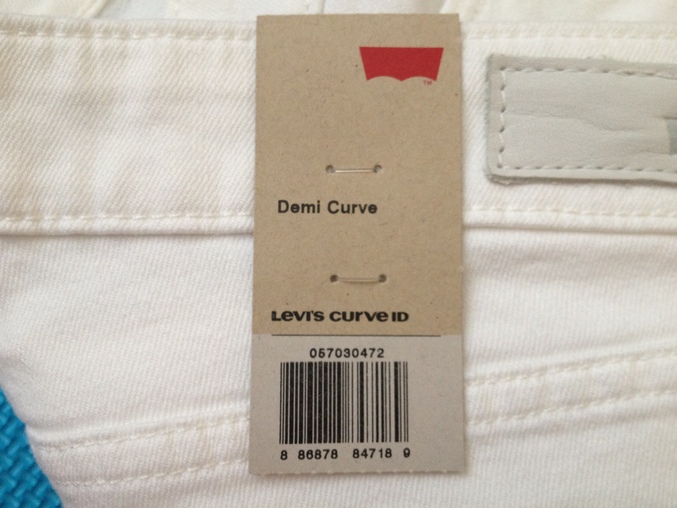 Demi Curve
Levi's curve ID
057030472
8 86878 84718 9